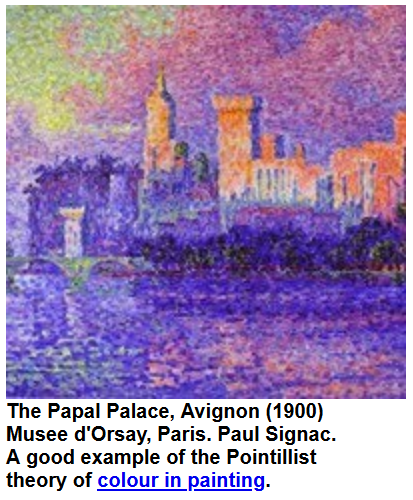 The Papal Palace, Avignon (1900)
Musee d'Orsay, Paris. Paul Signac.
A good example of the Pointillist
theory of colour in painting.